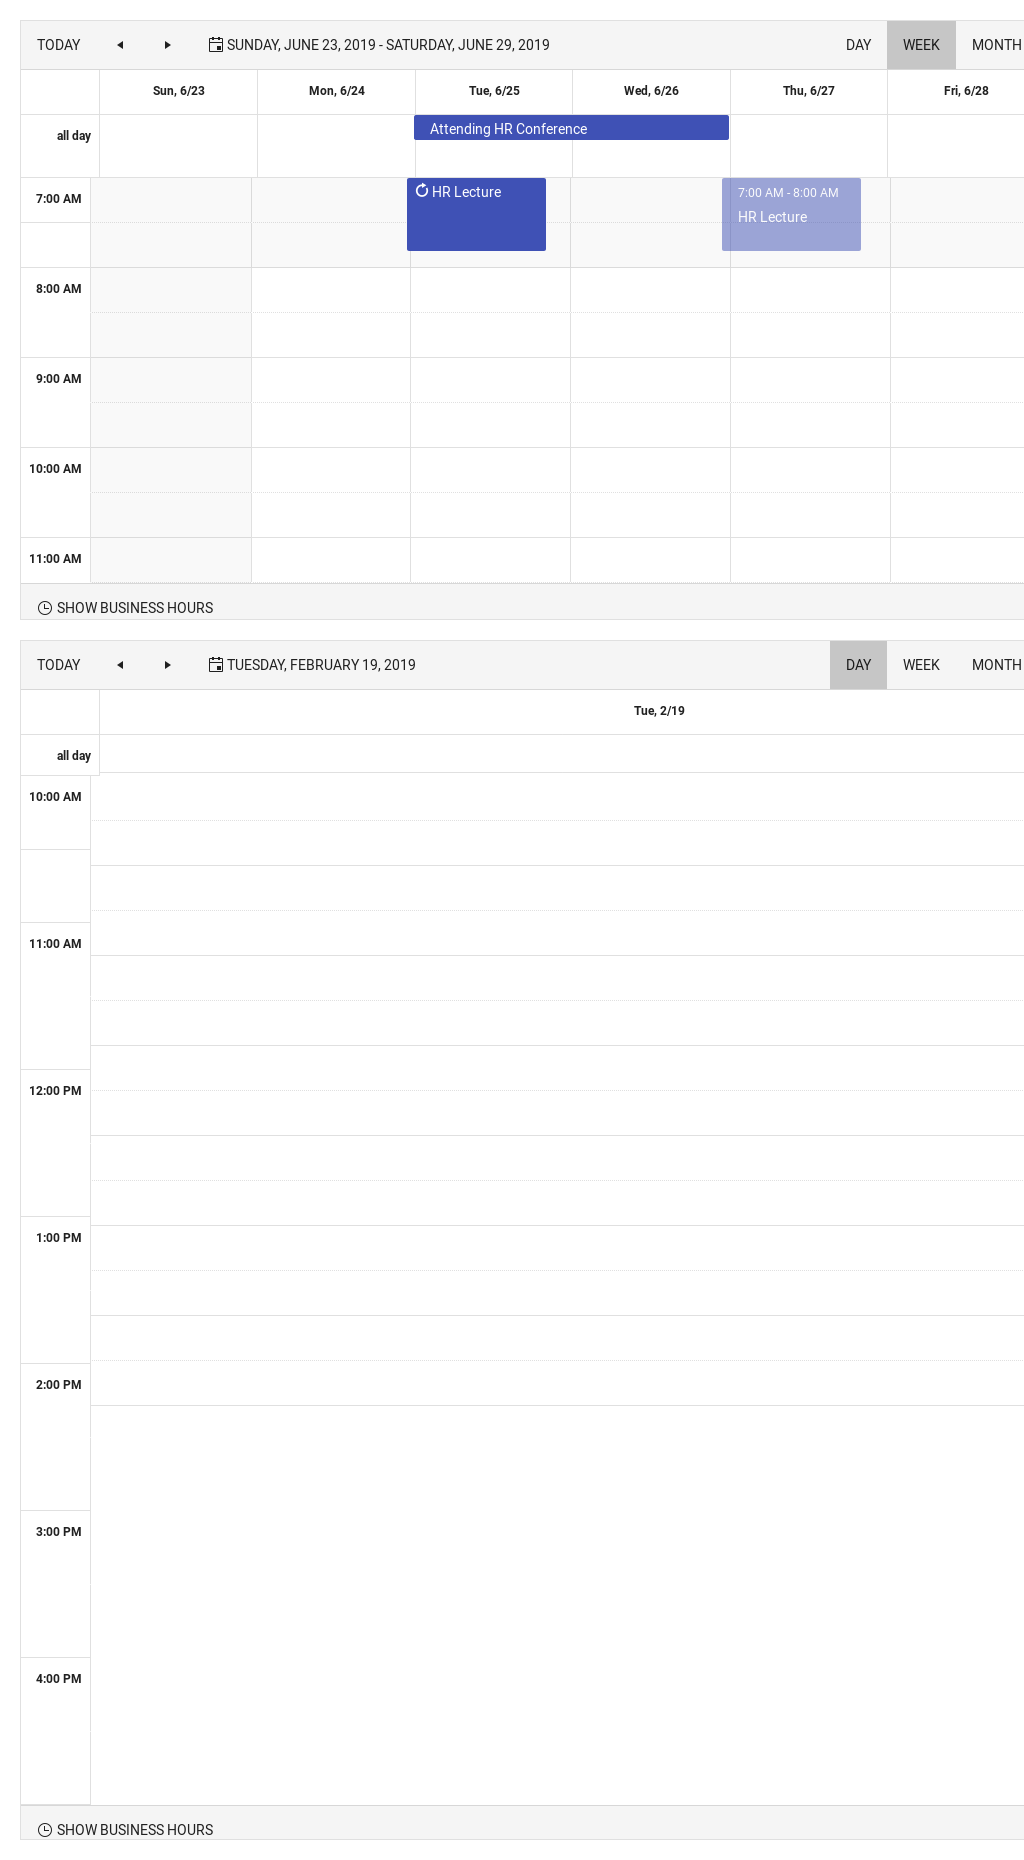 TODAY SUNDAY, JUNE 23, 2019 - SATURDAY, JUNE 29, 2019 DAY WEEK MONTH
Sun, 6/23 Mon, 6/24 Tue, 6/25 Wed, 6/26 Thu, 6/27 Fri, 6/28
all day Attending HR Conference
7:00 AM HR Lecture 7:00 AM - 8:00 AM
HR Lecture
8:00 AM
9:00 AM
10:00 AM
11:00 AM
SHOW BUSINESS HOURS
TODAY TUESDAY, FEBRUARY 19, 2019 DAY WEEK MONTH
Tue, 2/19
all day
10:00 AM
11:00 AM
12:00 PM
1:00 PM
2:00 PM
3:00 PM
4:00 PM
SHOW BUSINESS HOURS